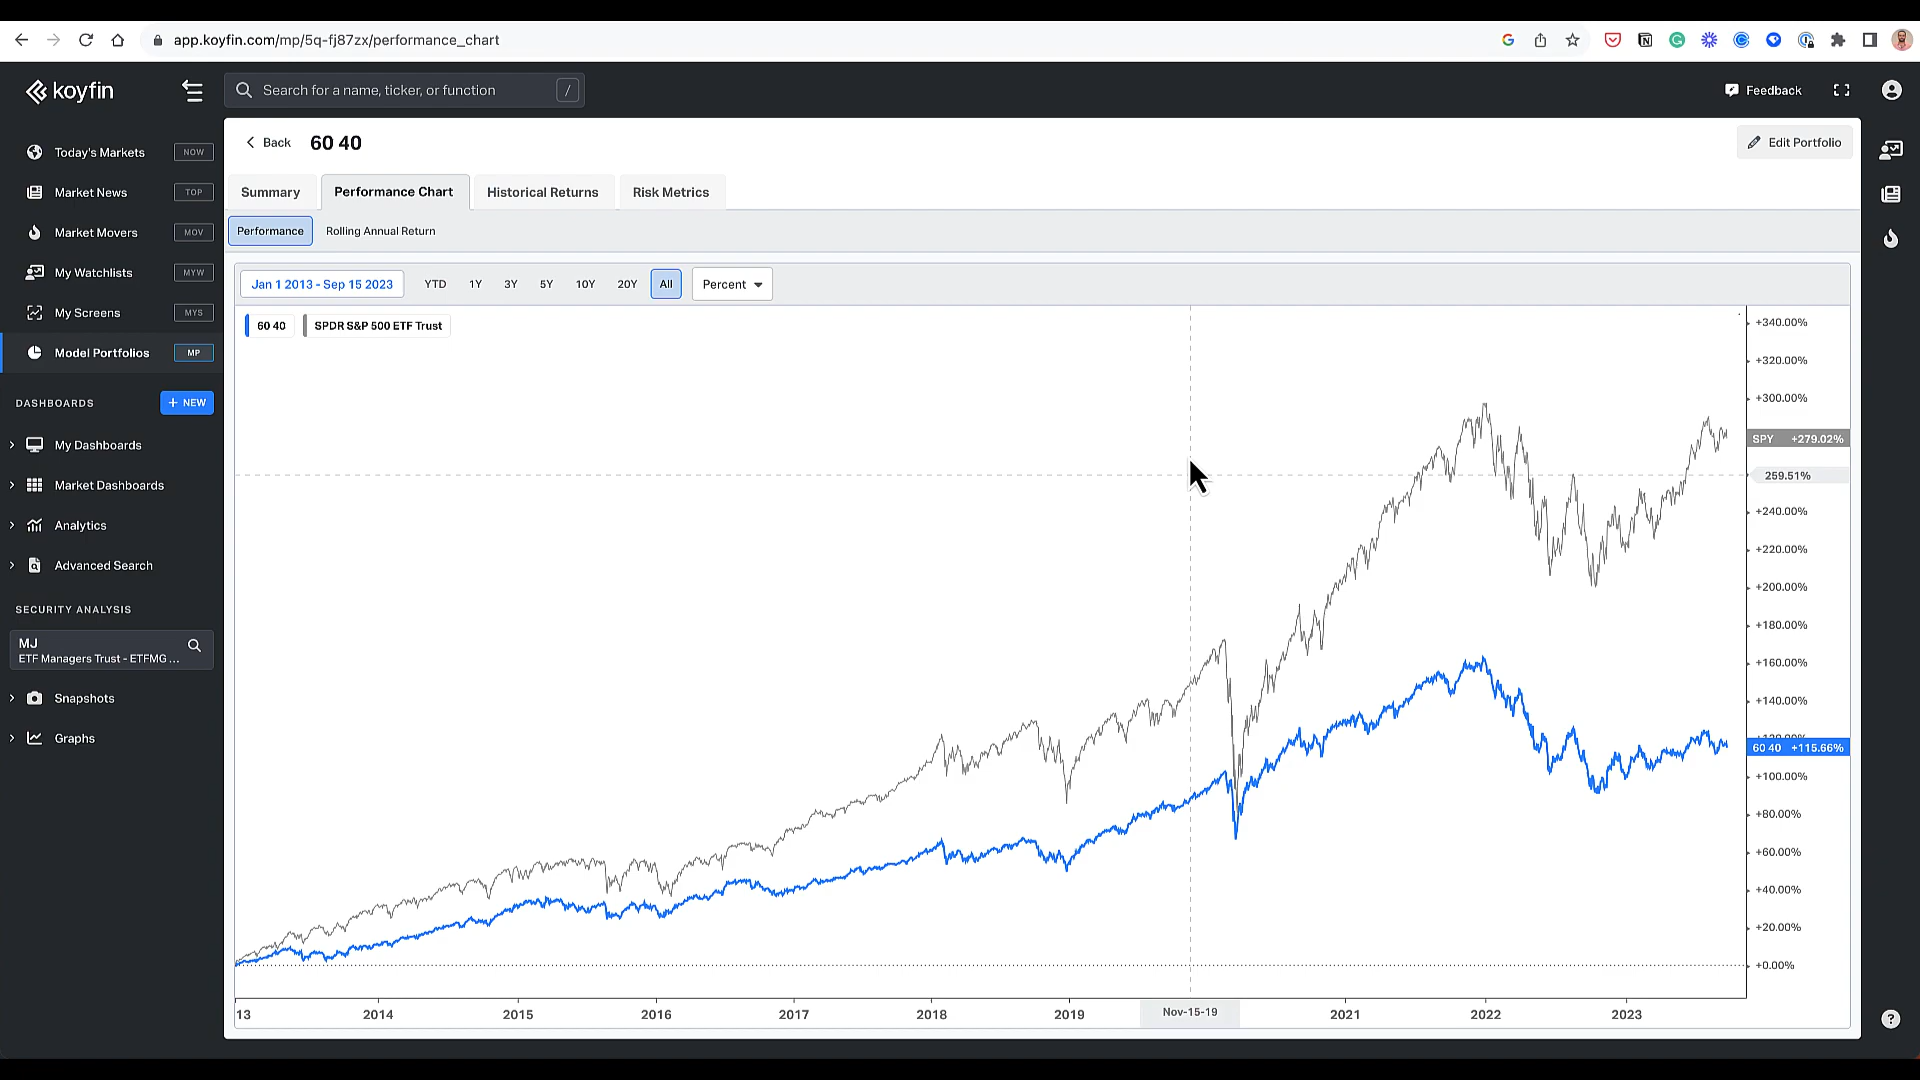 app.koyfin.com/mp/5q-fj87zx/performance_chart
koyfin
Search for a name, ticker, or function /
Feedback
Today's Markets NOW
Market News TOP
Market Movers MOV
My Watchlists MYW
My Screens MYS
Model Portfolios MP
DASHBOARDS + NEW
My Dashboards
Market Dashboards
Analytics
Advanced Search
SECURITY ANALYSIS
MJ
ETF Managers Trust - ETFMG ...
Snapshots
Graphs
Back 60 40 Edit Portfolio
Summary Performance Chart Historical Returns Risk Metrics
Performance Rolling Annual Return
Jan 1 2013 - Sep 15 2023 YTD 1Y 3Y 5Y 10Y 20Y All Percent
60 40 SPDR S&P 500 ETF Trust
+340.00%
+320.00%
+300.00%
SPY +279.02%
259.51%
+240.00%
+220.00%
+200.00%
+180.00%
+160.00%
+140.00%
+120.00%
60 40 +115.66%
+100.00%
+80.00%
+60.00%
+40.00%
+20.00%
+0.00%
13 2014 2015 2016 2017 2018 2019 Nov-15-19 2021 2022 2023
?